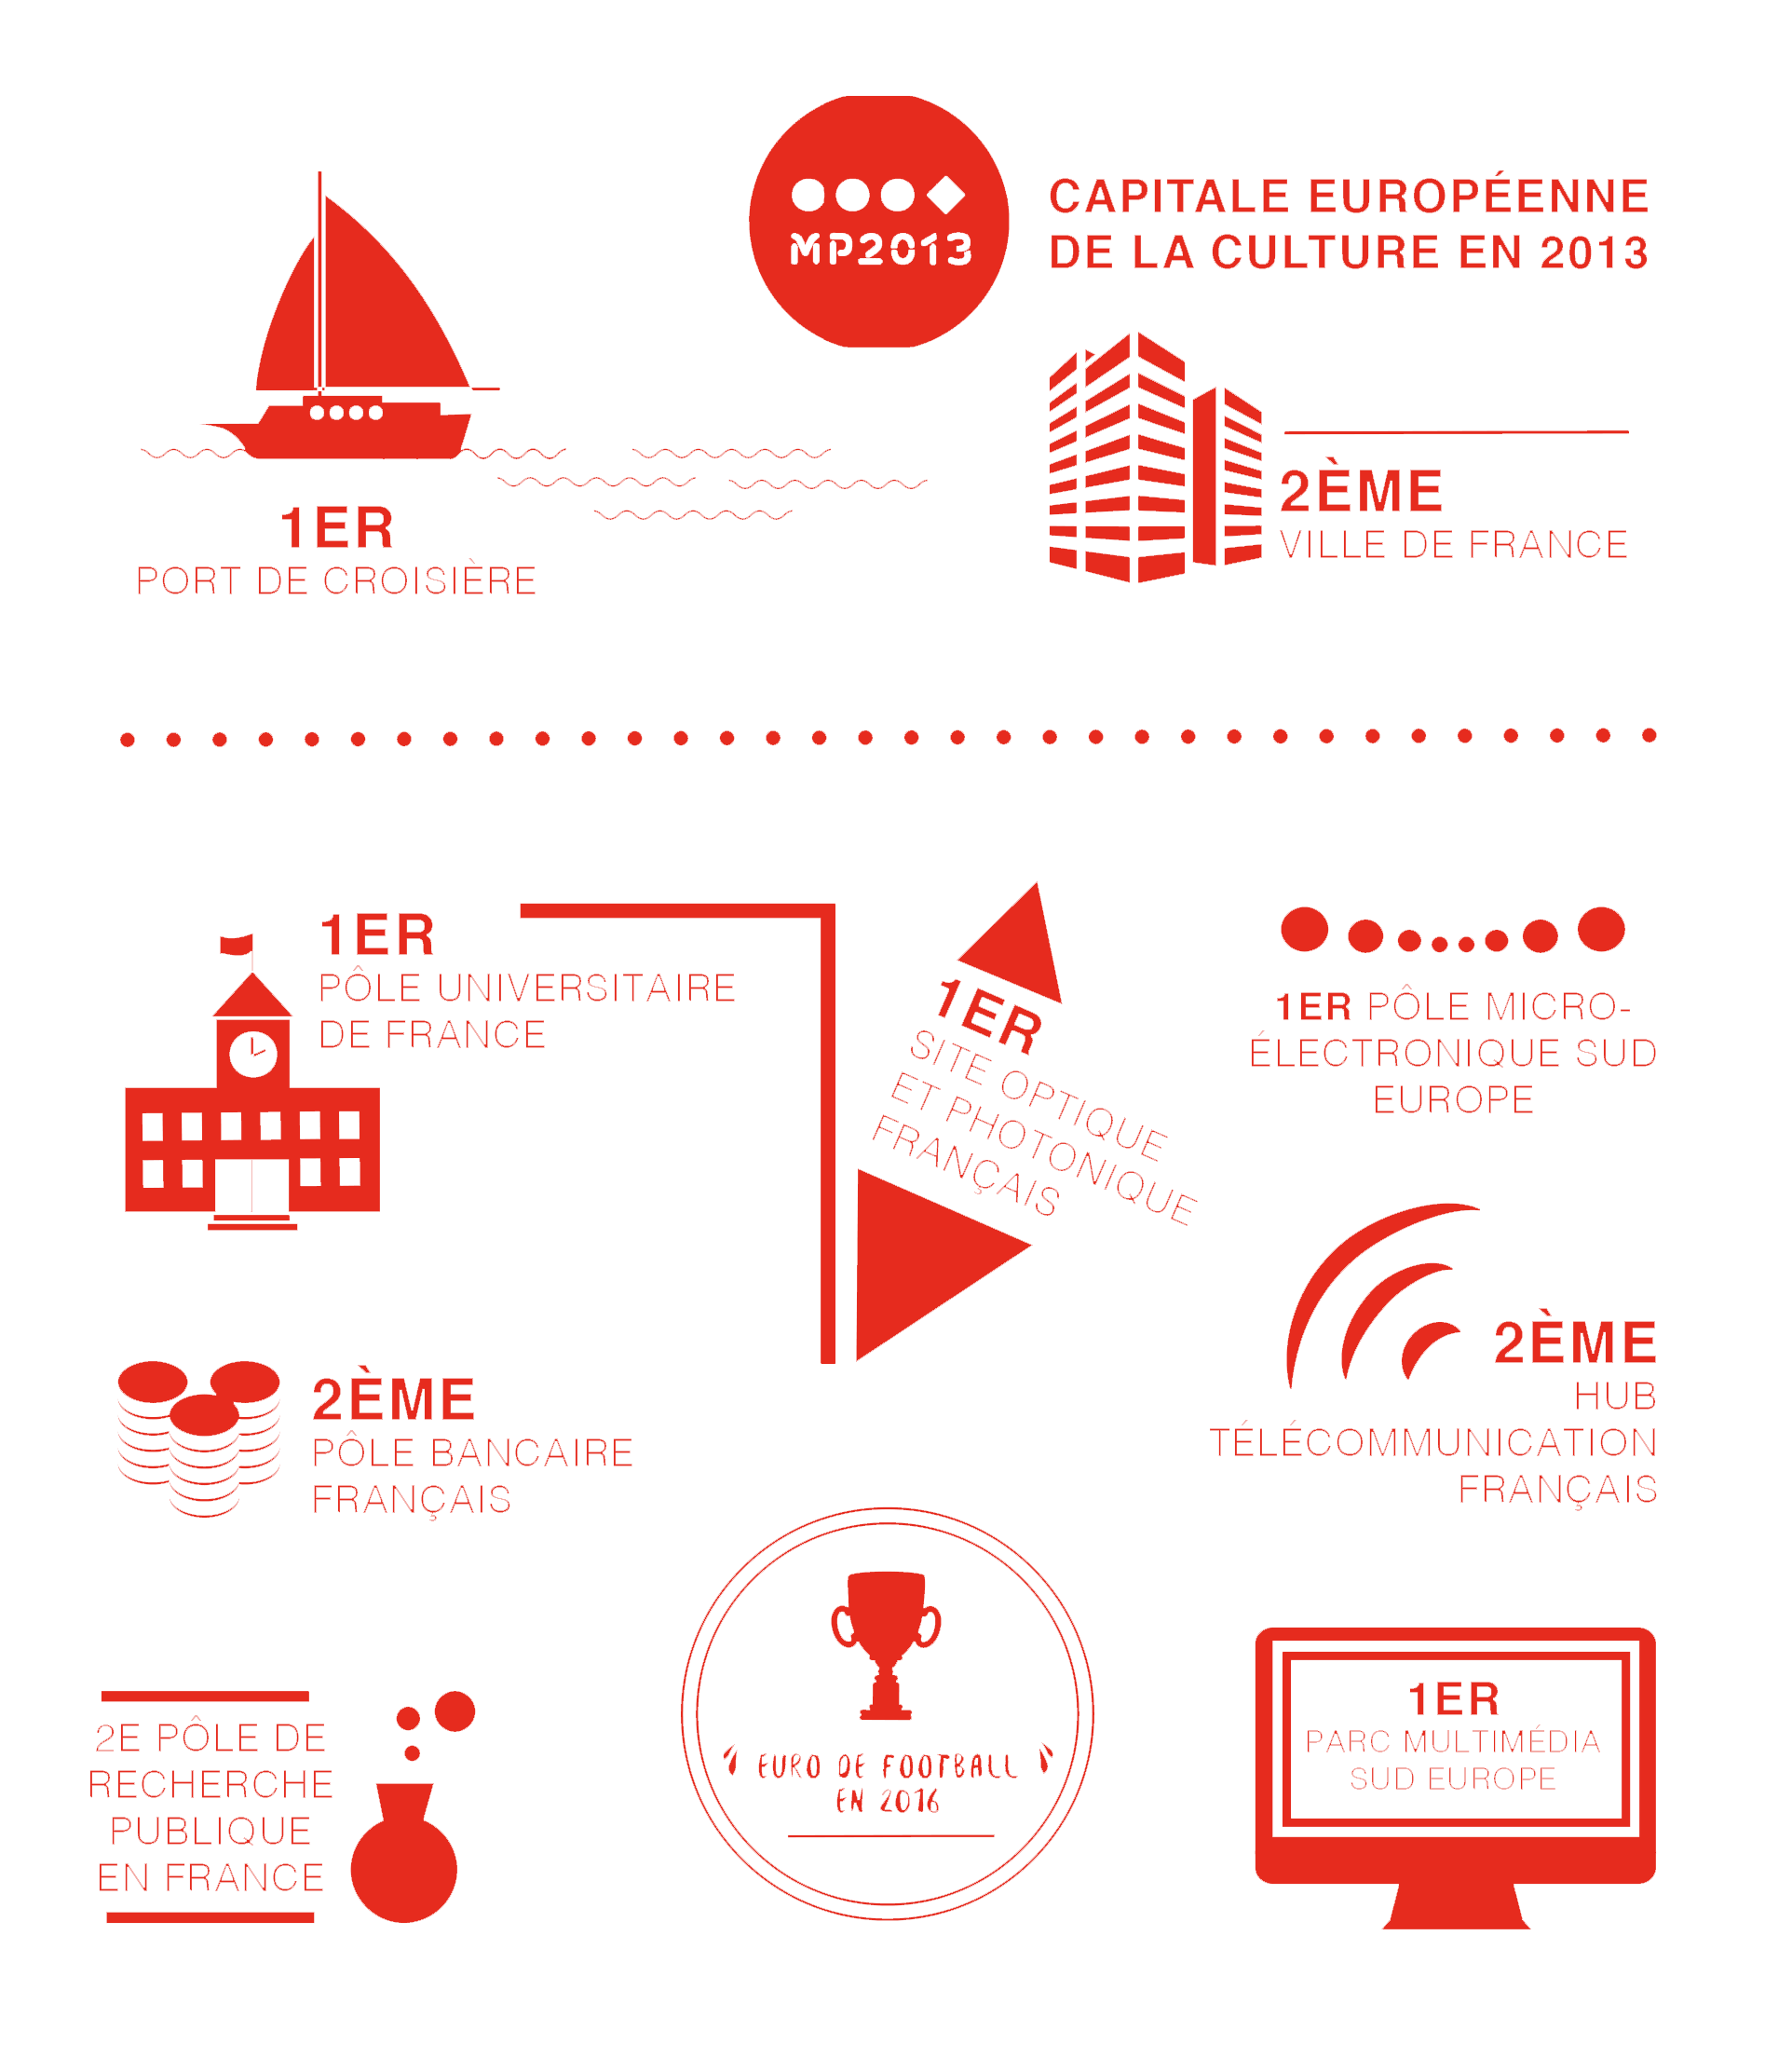 MP2013
CAPITALE EUROPÉENNE
DE LA CULTURE EN 2013
1ER
PORT DE CROISIÈRE
2ÈME
VILLE DE FRANCE
1ER
PÔLE UNIVERSITAIRE
DE FRANCE
1ER
SITE OPTIQUE
ET PHOTONIQUE
FRANÇAIS
1ER PÔLE MICRO-
ÉLECTRONIQUE SUD
EUROPE
2ÈME
PÔLE BANCAIRE
FRANÇAIS
2ÈME
HUB
TÉLÉCOMMUNICATION
FRANÇAIS
2E PÔLE DE
RECHERCHE
PUBLIQUE
EN FRANCE
EURO DE FOOTBALL
EN 2016
1ER
PARC MULTIMÉDIA
SUD EUROPE